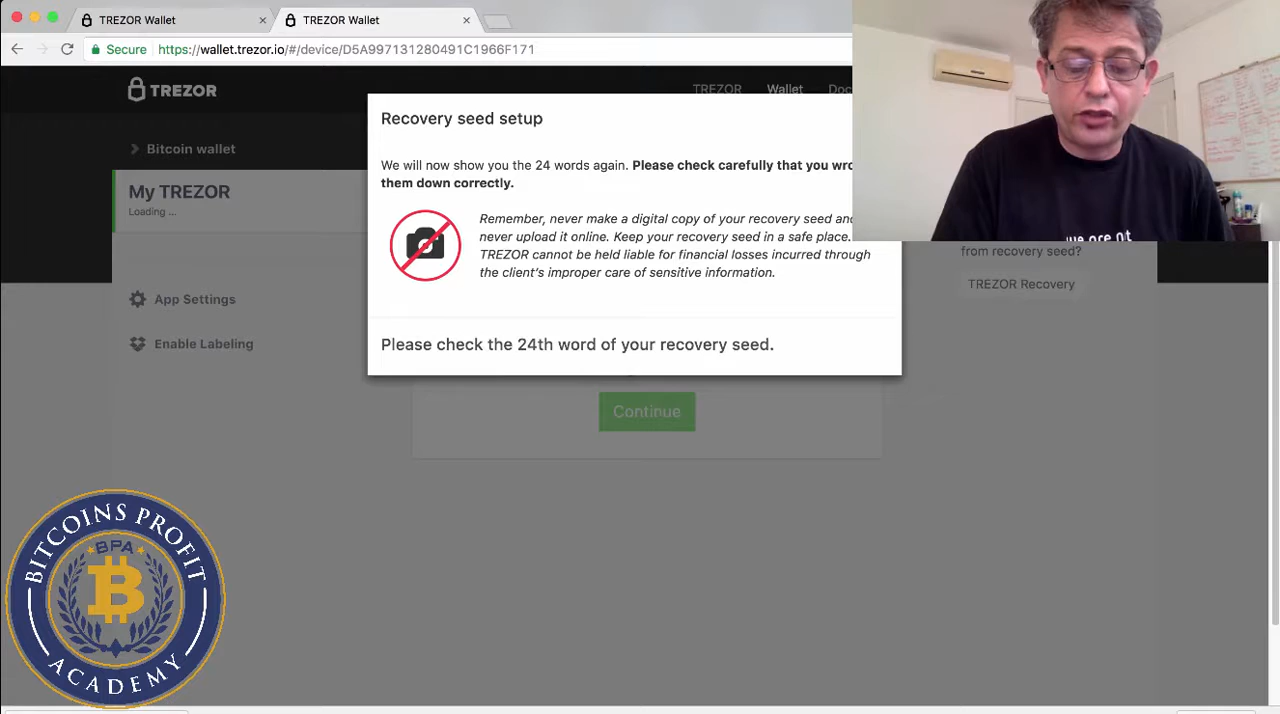 TREZOR Wallet
TREZOR Wallet
Secure
https://wallet.trezor.io/#/device/D5A997131280491C1966F171
TREZOR
TREZOR
Wallet
Bitcoin wallet
My TREZOR
Loading ...
App Settings
Enable Labeling
Recovery seed setup
We will now show you the 24 words again. Please check carefully that you
them down correctly.
Remember, never make a digital copy of your recovery seed and
never upload it online. Keep your recovery seed in a safe place.
TREZOR cannot be held liable for financial losses incurred through
the client's improper care of sensitive information.
Please check the 24th word of your recovery seed.
Continue
we are
from recovery seed?
TREZOR Recovery
BITCOINS PROFIT
BPA
ACADEMY